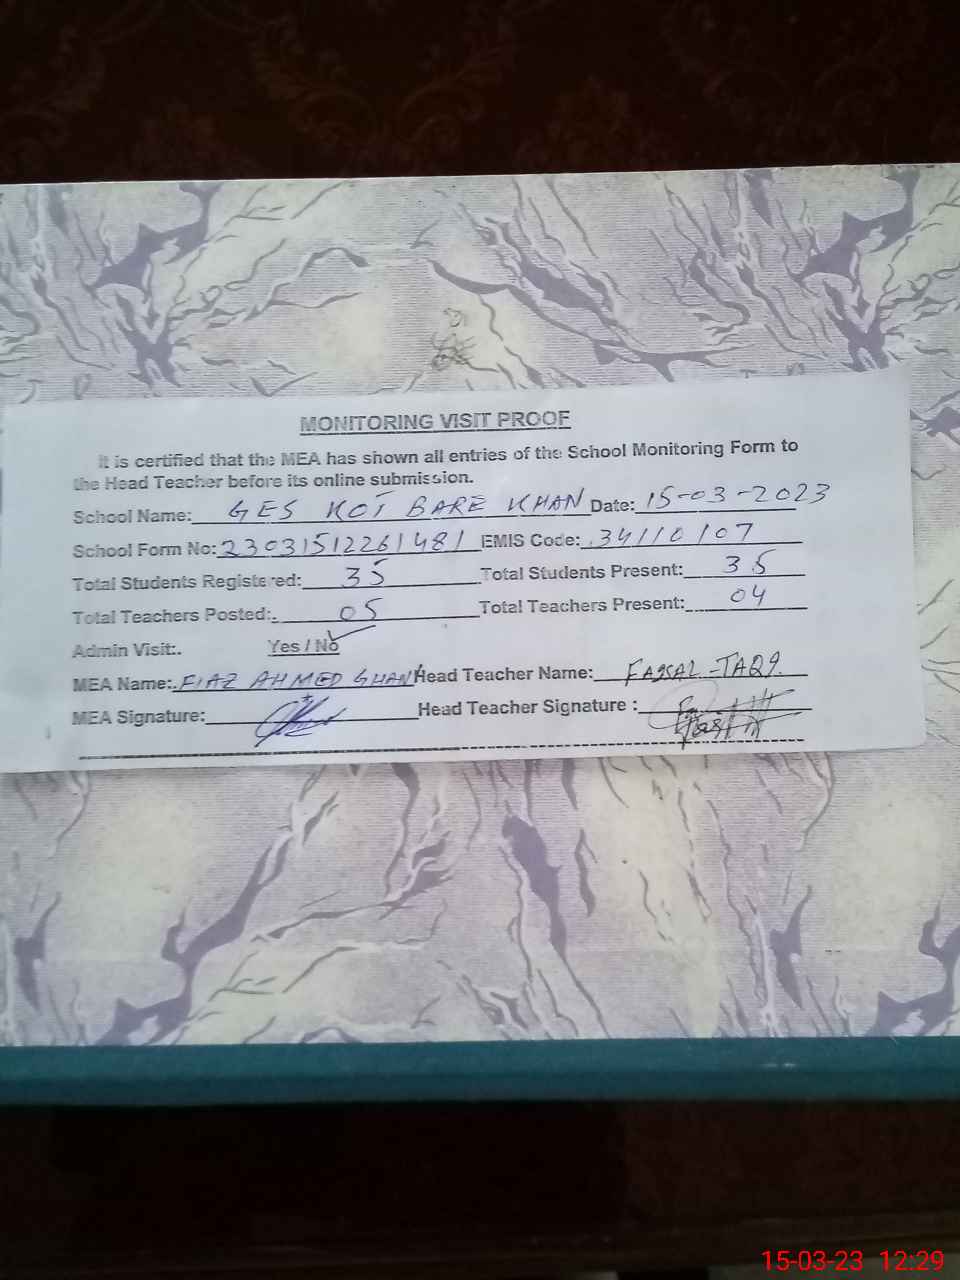 MONITORING VISIT PROOF
It is certified that the MEA has shown all entries of the School Monitoring Form to
the Head Teacher before its online submission.
School Name: GES KOT BARE KHAN Date: 15-03-2023
School Form No: 23031512261481 EMIS Code: 34110107
Total Students Registered: 35 Total Students Present: 35
Total Teachers Posted: 05 Total Teachers Present: 04
Admin Visit:. Yes / No
MEA Name: FIAZ AHMED GHANI Head Teacher Name: FAISAL-TAQI.
MEA Signature: Head Teacher Signature :
15-03-23 12:29